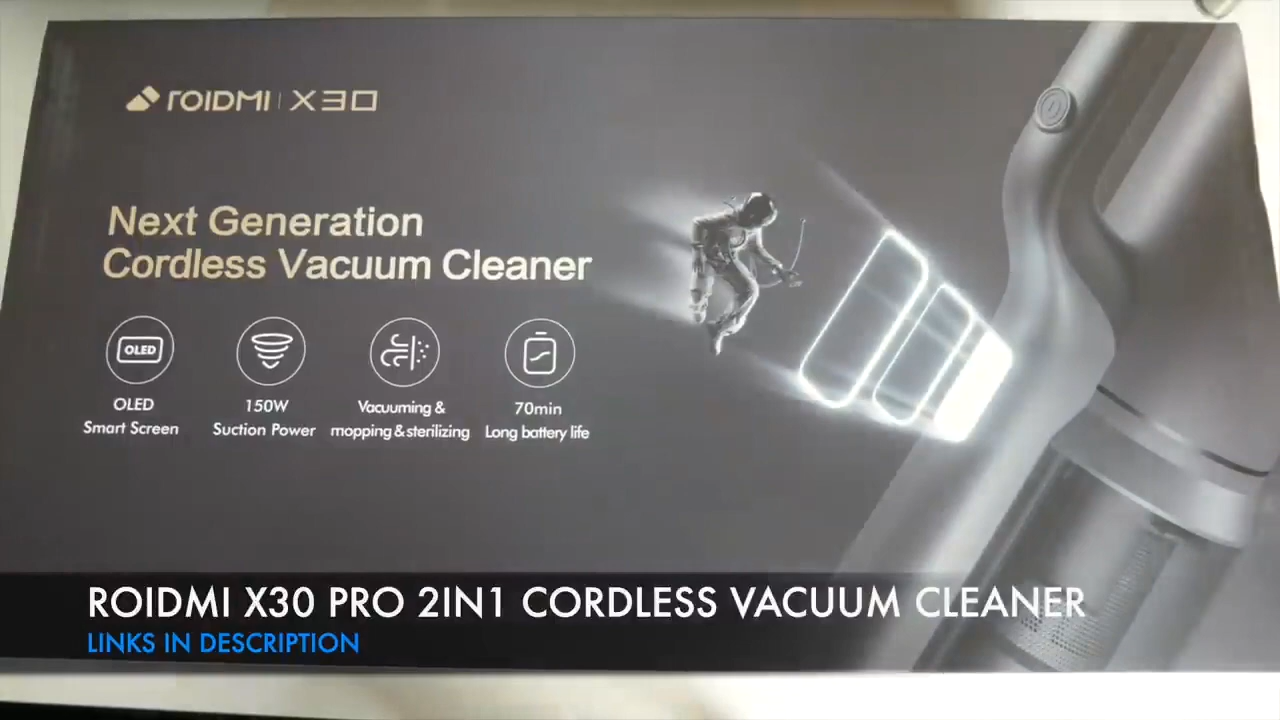 ROIDMI | X30
Next Generation
Cordless Vacuum Cleaner
OLED
OLED
Smart Screen
150W
Suction Power
Vacuuming &
mopping & sterilizing
70min
Long battery life
ROIDMI X30 PRO 2IN1 CORDLESS VACUUM CLEANER
LINKS IN DESCRIPTION